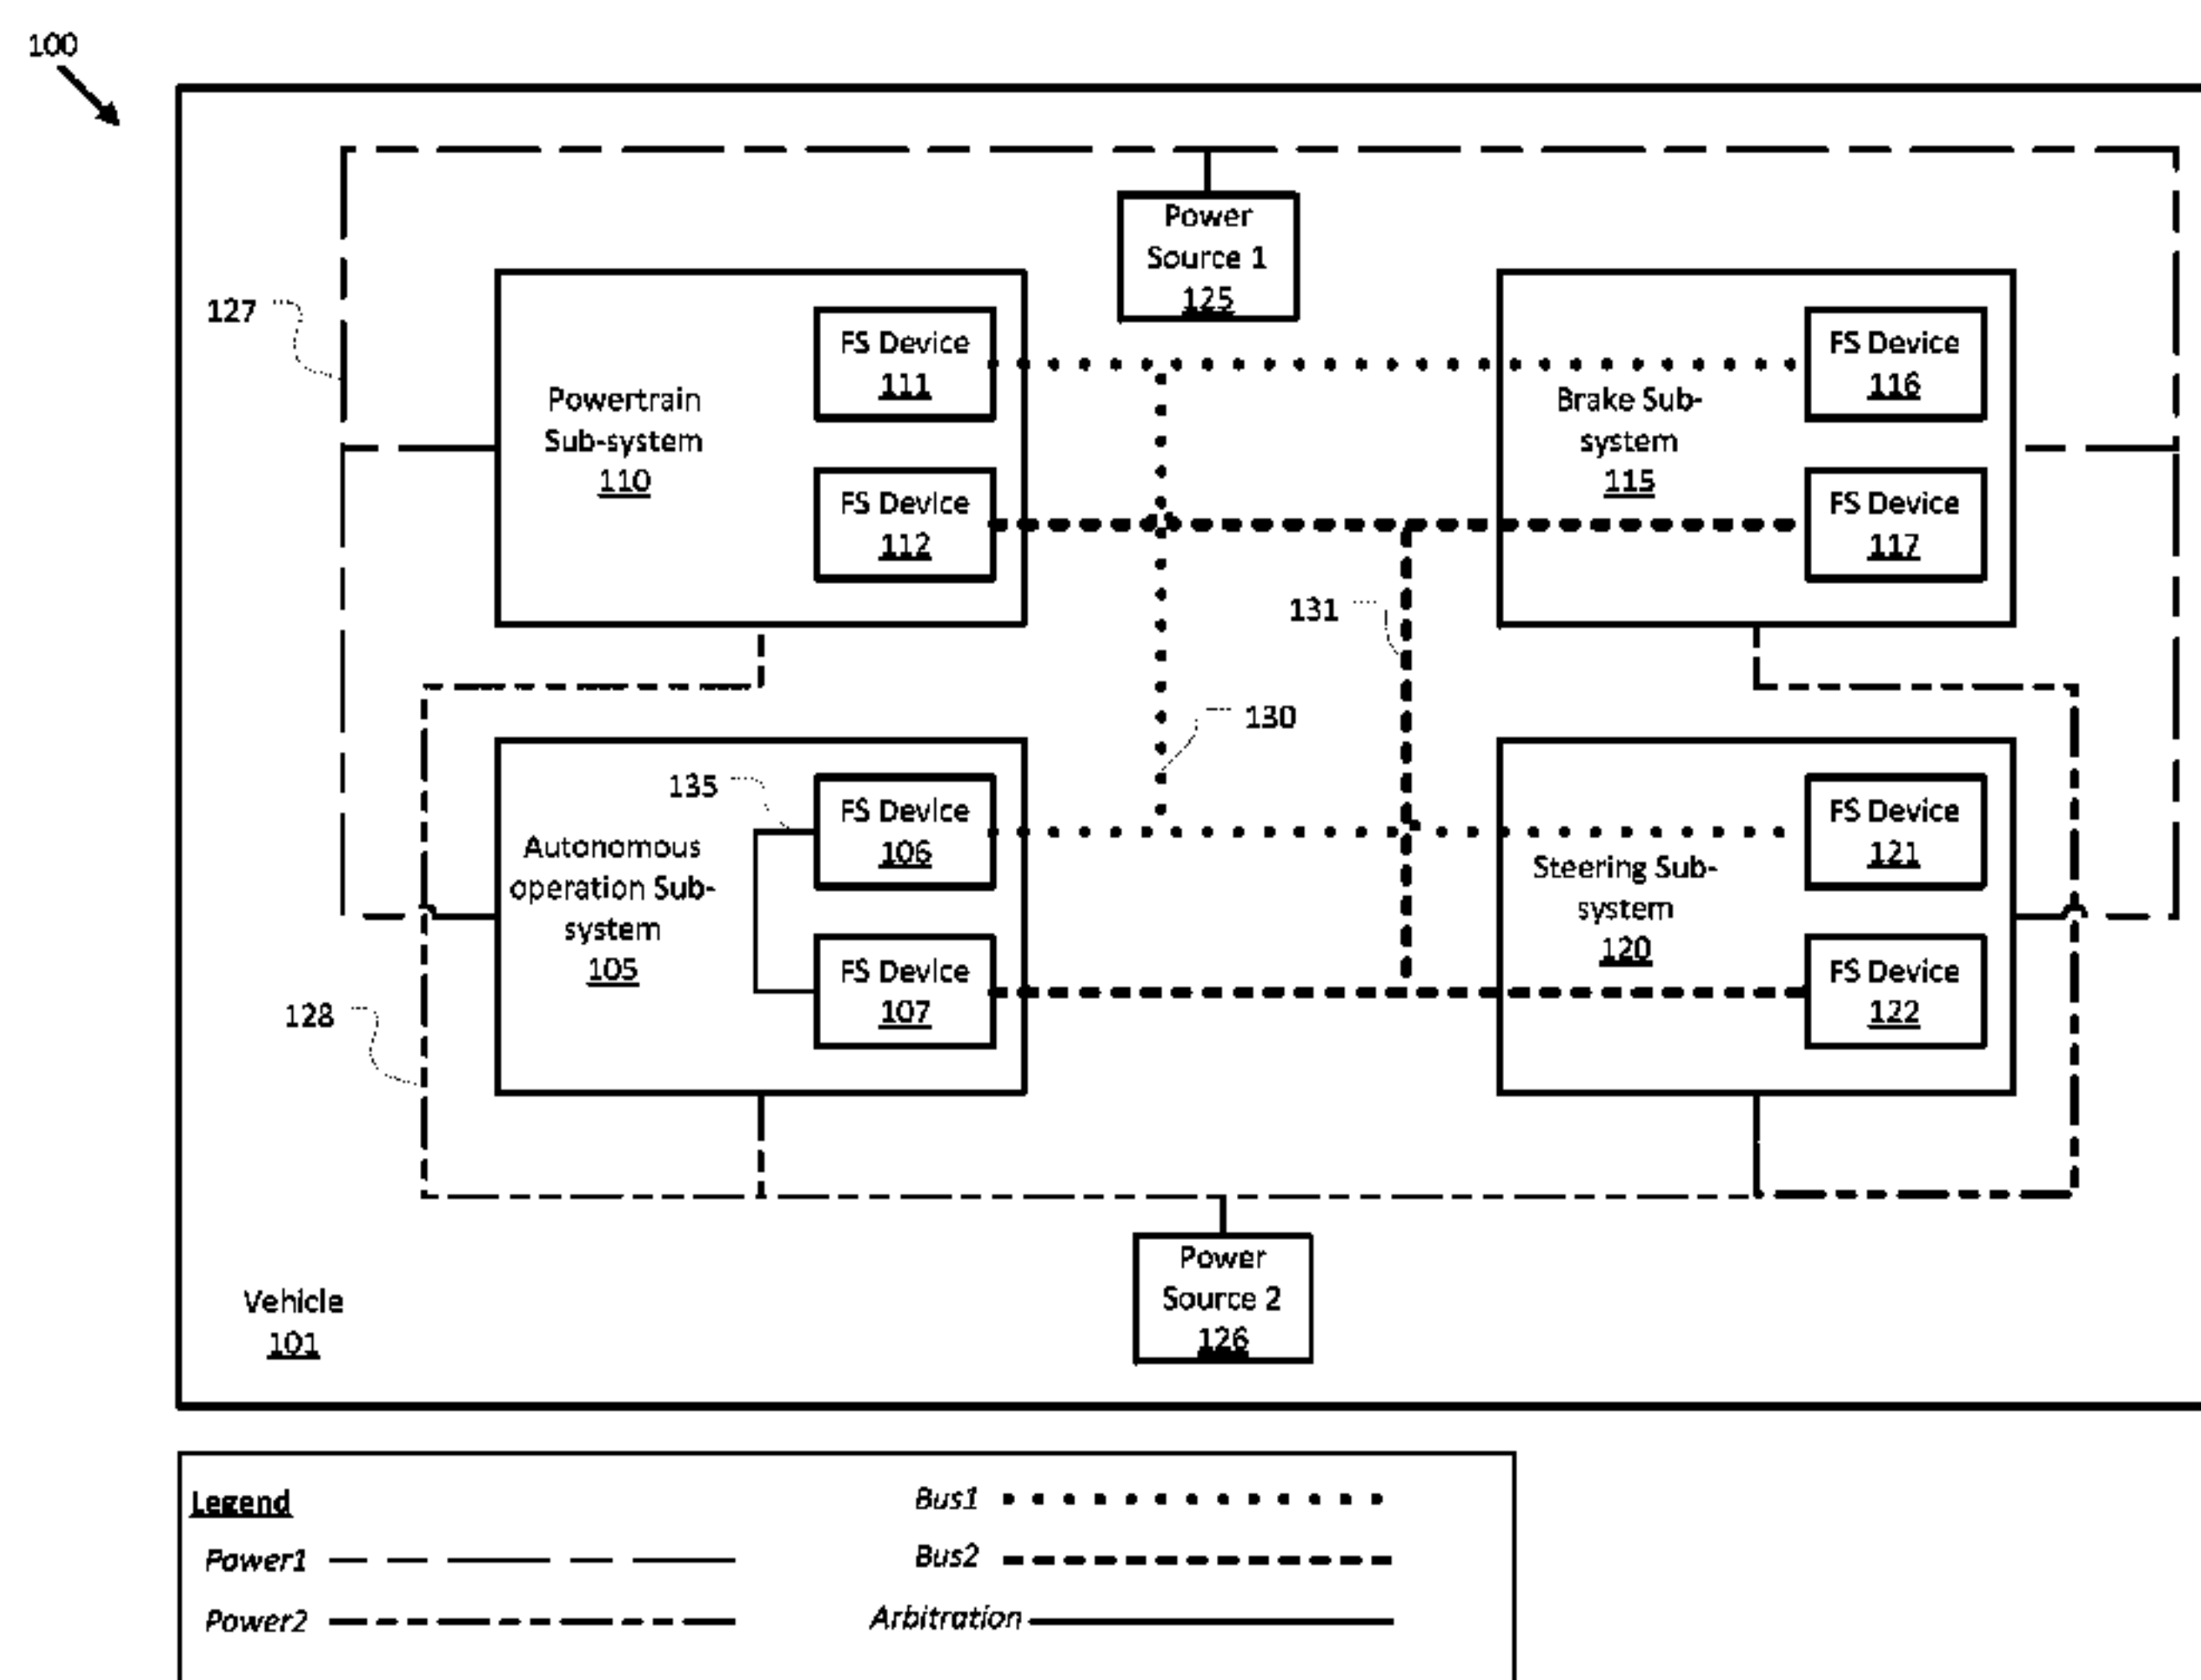 100
Power
Source 1
125
127
FS Device
111
Powertrain
Sub-system
110
FS Device
112
FS Device
116
Brake Sub-
system
115
FS Device
117
131
130
135
FS Device
106
Autonomous
operation Sub-
system
105
FS Device
107
FS Device
121
Steering Sub-
system
120
FS Device
122
128
Power
Source 2
126
Vehicle
101
Legend
Bus1
Power1
Bus2
Power2
Arbitration